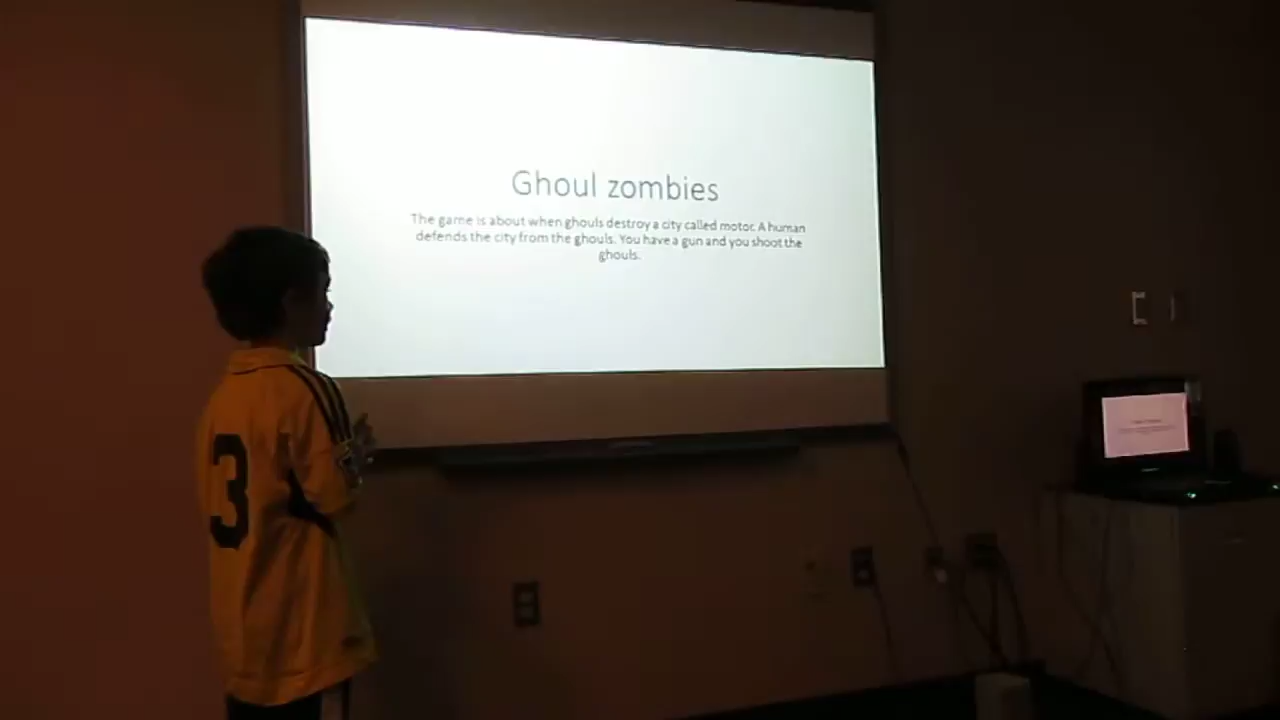 Ghoul zombies
The game is about when ghouls destroy a city called motor. A human
defends the city from the ghouls. You have a gun and you shoot the
ghouls.
3